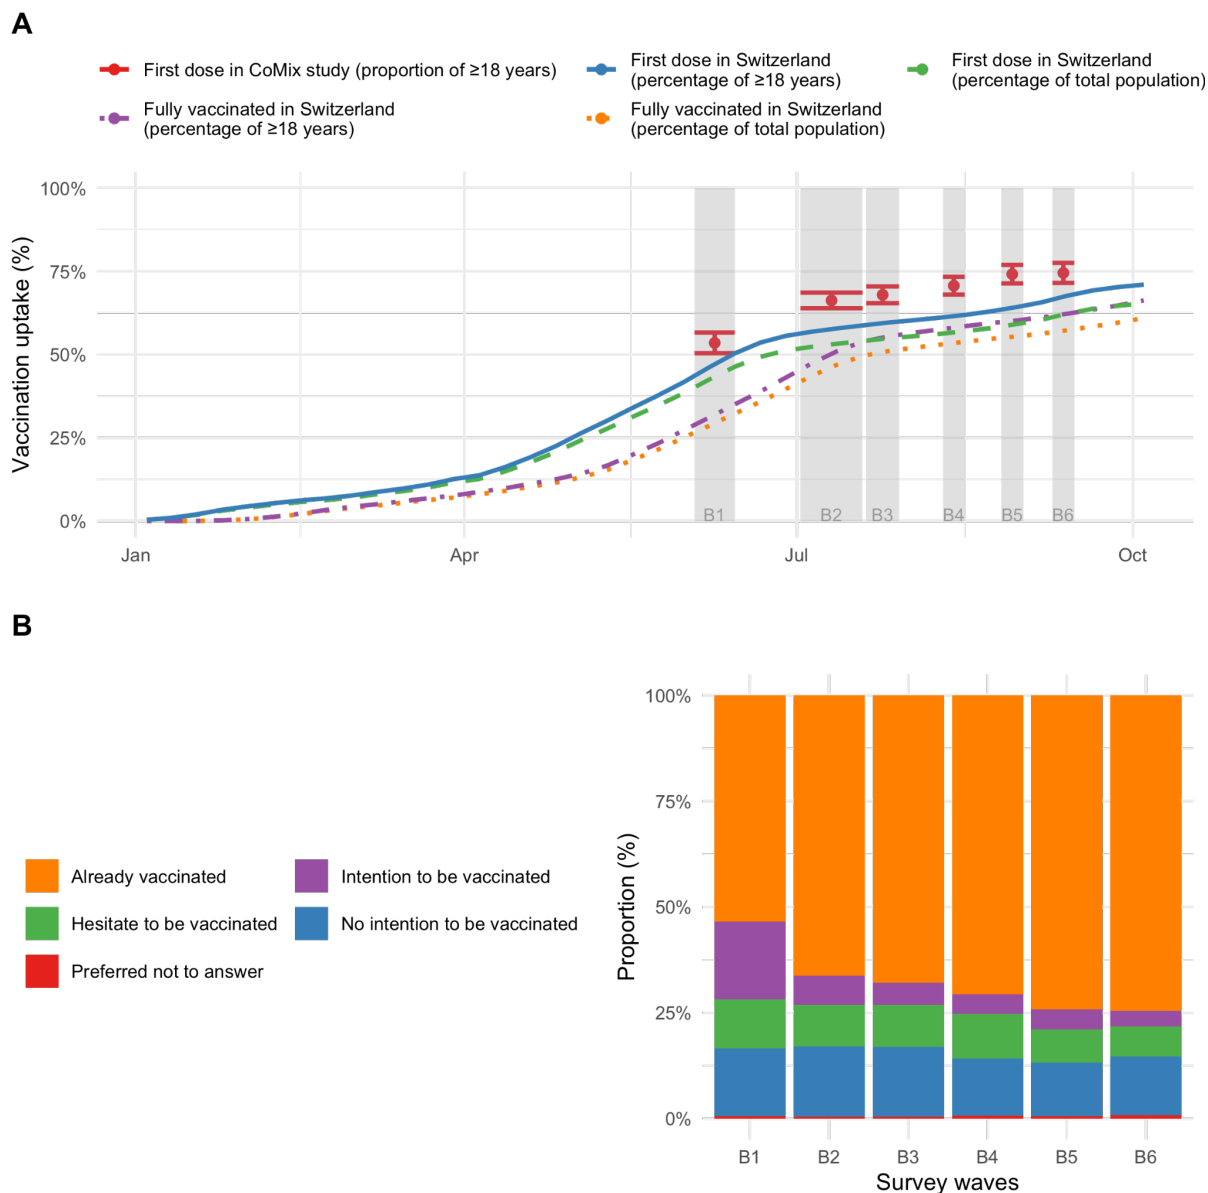 A
First dose in CoMix study (proportion of ≥18 years)
First dose in Switzerland
(percentage of ≥18 years)
First dose in Switzerland
(percentage of total population)
Fully vaccinated in Switzerland
(percentage of ≥18 years)
Fully vaccinated in Switzerland
(percentage of total population)
Vaccination uptake (%)
100%
75%
50%
25%
0%
B1
B2
B3
B4
B5
B6
Jan
Apr
Jul
Oct
B
Already vaccinated
Intention to be vaccinated
Hesitate to be vaccinated
No intention to be vaccinated
Preferred not to answer
Proportion (%)
100%
75%
50%
25%
0%
B1
B2
B3
B4
B5
B6
Survey waves